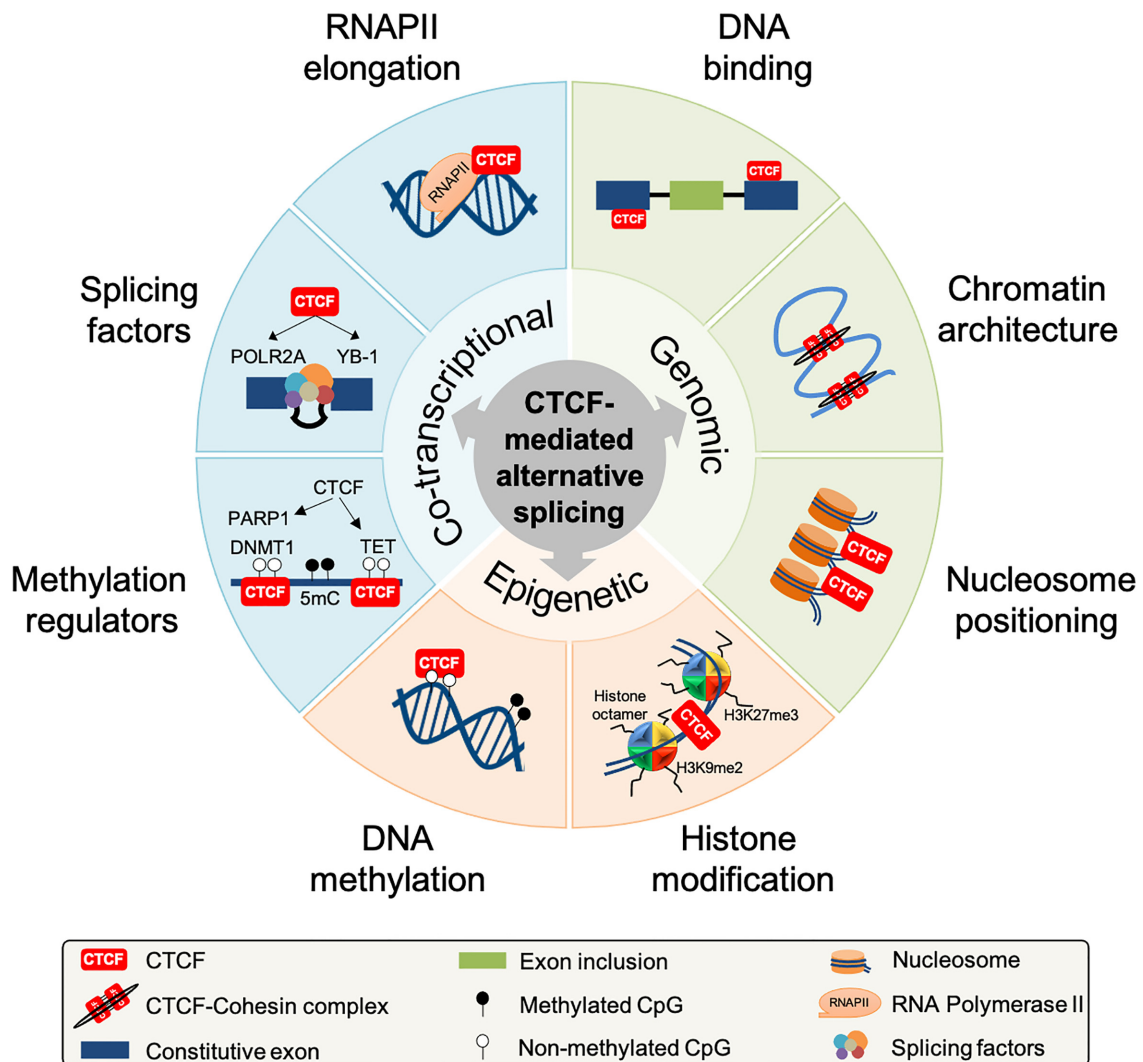 RNAPII
elongation
DNA
binding
CTCF
RNAPII
CTCF
CTCF
Splicing
factors
Chromatin
architecture
CTCF
POLR2A YB-1
Co-transcriptional
Genomic
Epigenetic
CTCF-
mediated
alternative
splicing
CTCF
PARP1
DNMT1 TET
CTCF 5mC CTCF
Methylation
regulators
CTCF
CTCF
Nucleosome
positioning
CTCF
Histone
octamer
CTCF
H3K27me3
H3K9me2
DNA
methylation
Histone
modification
CTCF CTCF
CTCF-Cohesin complex
Constitutive exon
Exon inclusion
Methylated CpG
Non-methylated CpG
Nucleosome
RNAPII RNA Polymerase II
Splicing factors